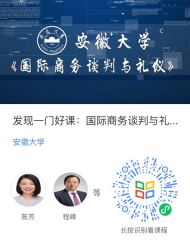 安徽大学
《国际商务谈判与礼仪》
发现一门好课：国际商务谈判与礼...
安徽大学
陈芳
程峰
等
长按识别看课程